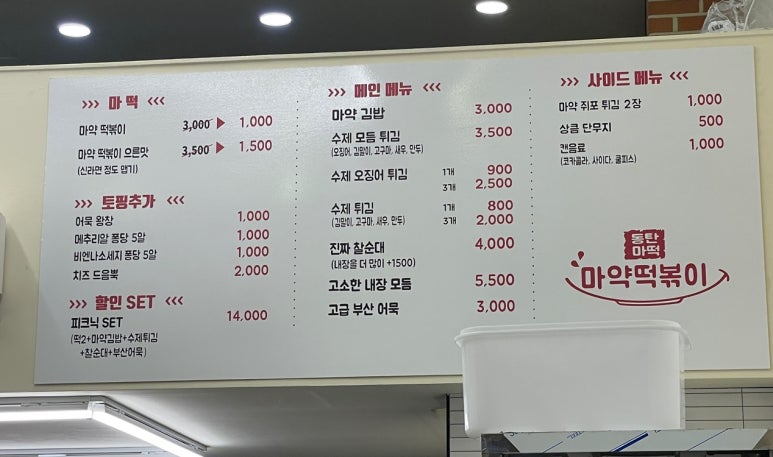 ››› 마 떡 ‹‹‹
마약 떡볶이 3,000 ▶ 1,000
마약 떡볶이 으른맛 3,500 ▶ 1,500
(신라면 정도 맵기)
››› 토핑추가 ‹‹‹
어묵 왕창 1,000
메추리알 퐁당 5알 1,000
비엔나소세지 퐁당 5알 1,000
치즈 드음뿍 2,000
››› 할인 SET ‹‹‹
피크닉 SET 14,000
(떡2+마약김밥+수제튀김
+찰순대+부산어묵)
››› 메인 메뉴 ‹‹‹
마약 김밥 3,000
수제 모듬 튀김 3,500
(오징어, 김말이, 고구마, 새우, 만두)
수제 오징어 튀김 1개 900
3개 2,500
수제 튀김 1개 800
(김말이, 고구마, 새우, 만두) 3개 2,000
진짜 찰순대 4,000
(내장을 더 많이 +1500)
고소한 내장 모듬 5,500
고급 부산 어묵 3,000
››› 사이드 메뉴 ‹‹‹
마약 쥐포 튀김 2장 1,000
상큼 단무지 500
캔음료 1,000
(코카콜라, 사이다, 쿨피스)
동탄
마떡
마약떡볶이